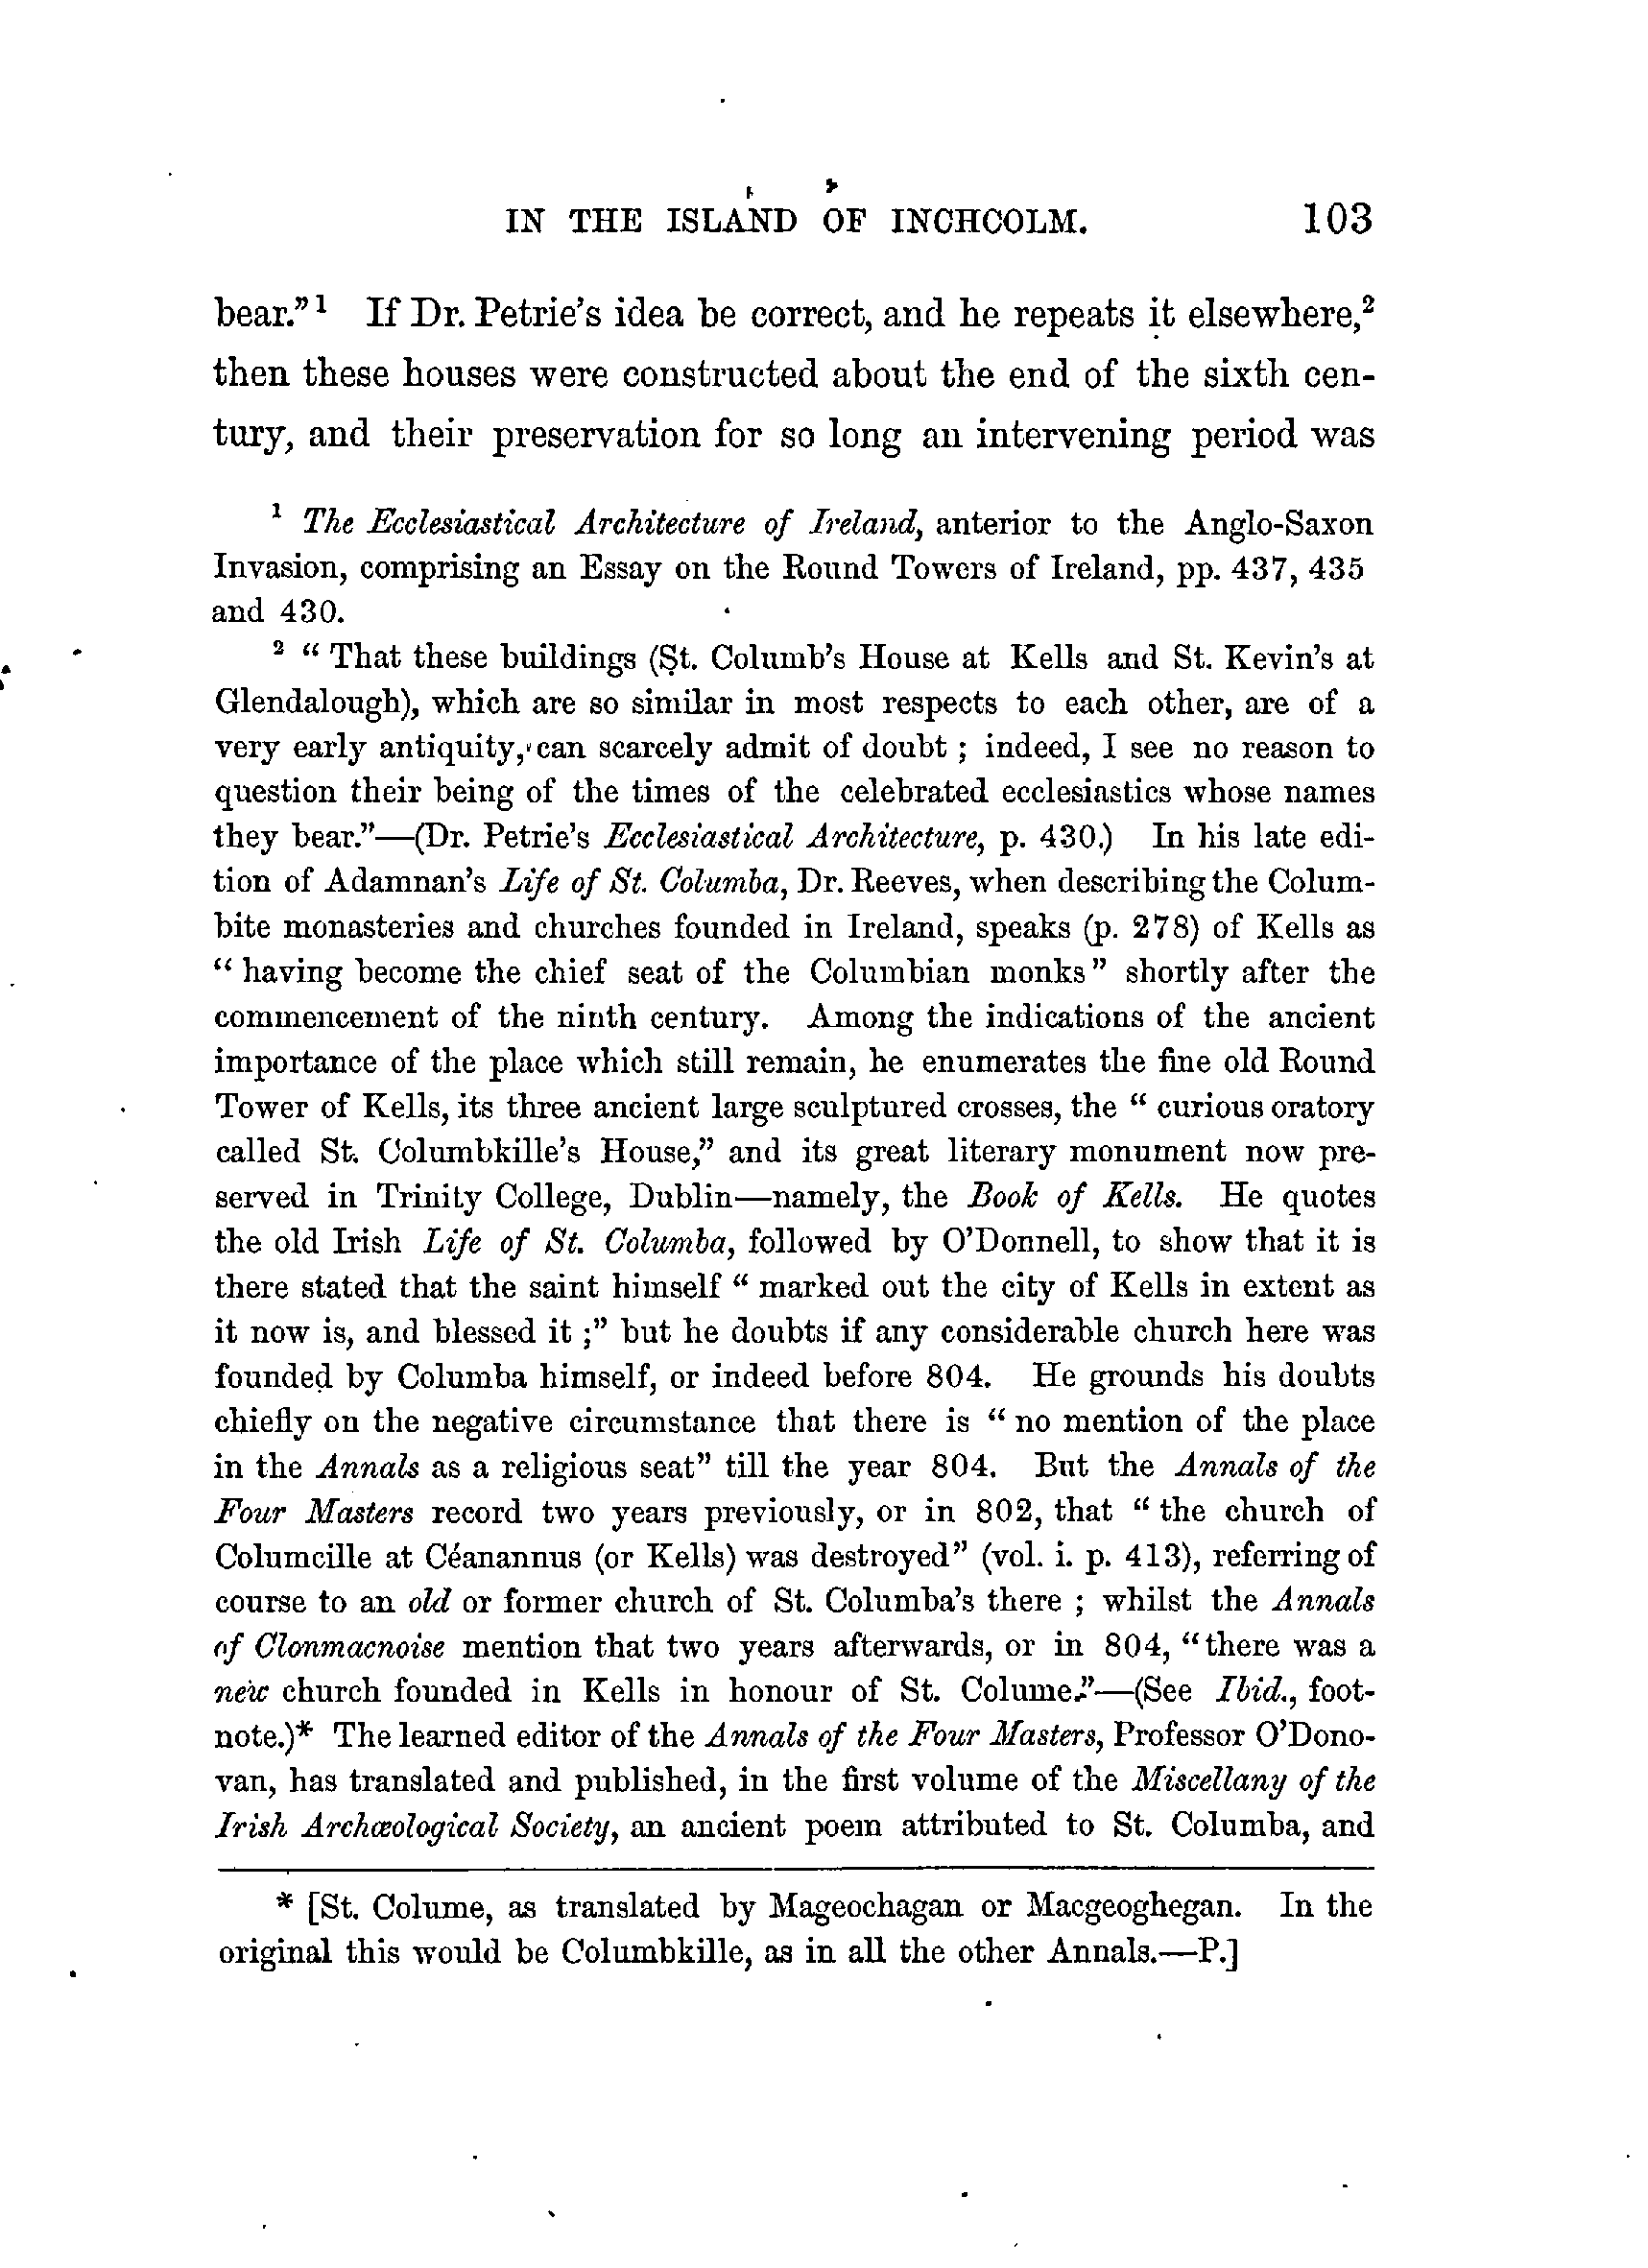 IN THE ISLAND OF INCHCOLM. 103
bear.”¹ If Dr. Petrie’s idea be correct, and he repeats it elsewhere,²
then these houses were constructed about the end of the sixth cen-
tury, and their preservation for so long an intervening period was
¹ The Ecclesiastical Architecture of Ireland, anterior to the Anglo-Saxon
Invasion, comprising an Essay on the Round Towers of Ireland, pp. 437, 435
and 430.
² “ That these buildings (St. Columb’s House at Kells and St. Kevin’s at
Glendalough), which are so similar in most respects to each other, are of a
very early antiquity, can scarcely admit of doubt ; indeed, I see no reason to
question their being of the times of the celebrated ecclesiastics whose names
they bear.”—(Dr. Petrie’s Ecclesiastical Architecture, p. 430.) In his late edi-
tion of Adamnan’s Life of St. Columba, Dr. Reeves, when describing the Colum-
bite monasteries and churches founded in Ireland, speaks (p. 278) of Kells as
“ having become the chief seat of the Columbian monks” shortly after the
commencement of the ninth century. Among the indications of the ancient
importance of the place which still remain, he enumerates the fine old Round
Tower of Kells, its three ancient large sculptured crosses, the “ curious oratory
called St. Columbkille’s House,” and its great literary monument now pre-
served in Trinity College, Dublin—namely, the Book of Kells. He quotes
the old Irish Life of St. Columba, followed by O’Donnell, to show that it is
there stated that the saint himself “ marked out the city of Kells in extent as
it now is, and blessed it ;” but he doubts if any considerable church here was
founded by Columba himself, or indeed before 804. He grounds his doubts
chiefly on the negative circumstance that there is “ no mention of the place
in the Annals as a religious seat” till the year 804. But the Annals of the
Four Masters record two years previously, or in 802, that “ the church of
Columcille at Céanannus (or Kells) was destroyed” (vol. i. p. 413), referring of
course to an old or former church of St. Columba’s there ; whilst the Annals
of Clonmacnoise mention that two years afterwards, or in 804, “there was a
new church founded in Kells in honour of St. Colume.”—(See Ibid., foot-
note.)* The learned editor of the Annals of the Four Masters, Professor O’Dono-
van, has translated and published, in the first volume of the Miscellany of the
Irish Archæological Society, an ancient poem attributed to St. Columba, and
* [St. Colume, as translated by Mageochagan or Macgeoghegan. In the
original this would be Columbkille, as in all the other Annals.—P.]